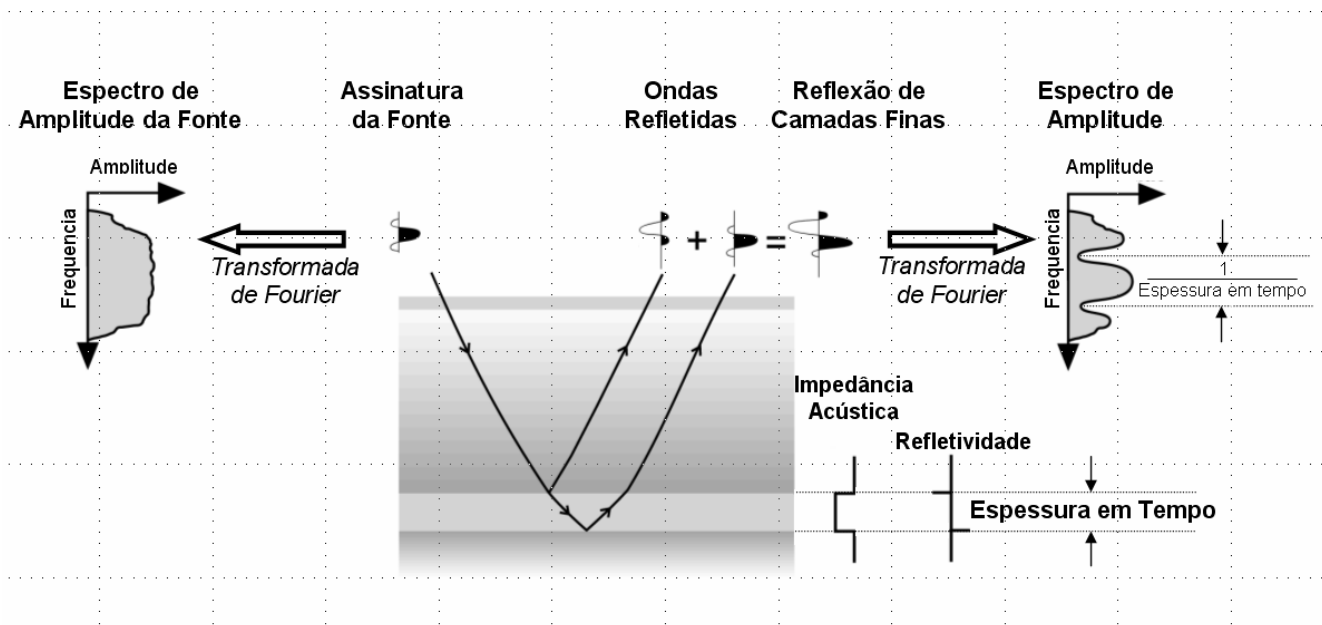 Espectro de
Amplitude da Fonte
Assinatura
da Fonte
Ondas
Refletidas
Reflexão de
Camadas Finas
Espectro de
Amplitude
Amplitude
Frequencia
Transformada
de Fourier
+
=
Transformada
de Fourier
Amplitude
Frequencia
1
Espessura em tempo
Impedância
Acústica
Refletividade
Espessura em Tempo